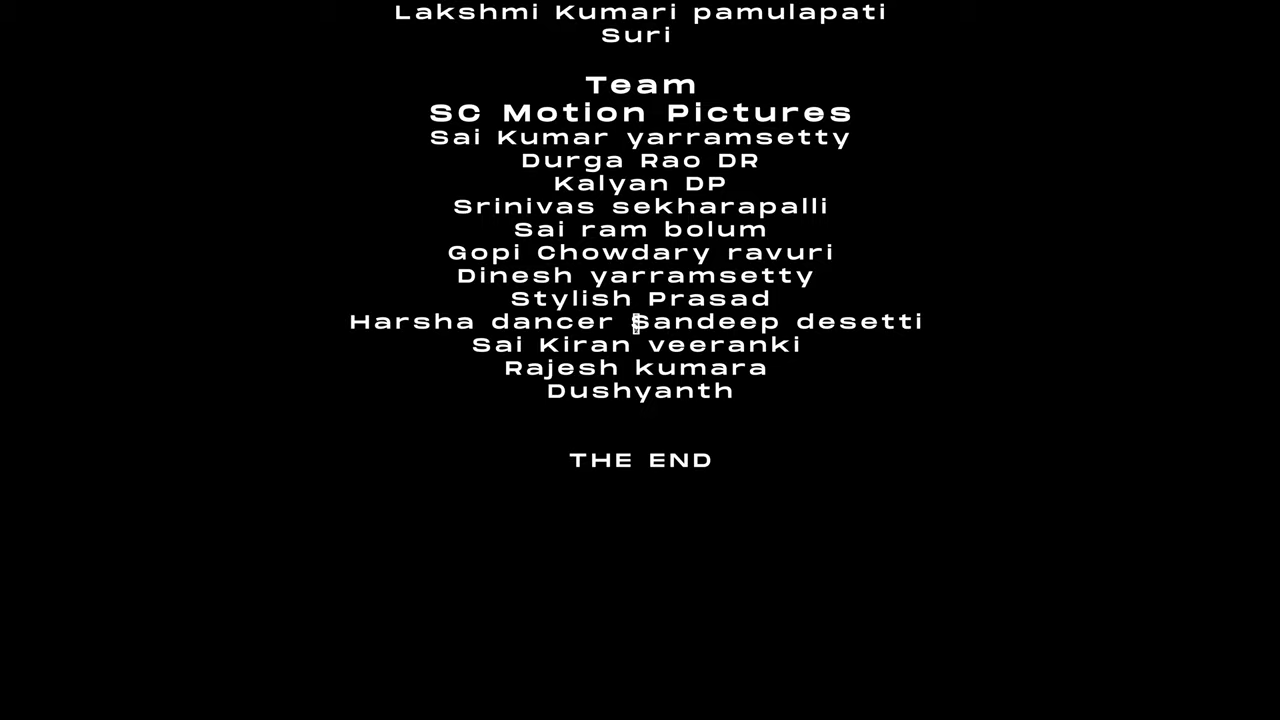 Lakshmi Kumari pamulapati
Suri
Team
SC Motion Pictures
Sai Kumar yarramsetty
Durga Rao DR
Kalyan DP
Srinivas sekharapalli
Sai ram bolum
Gopi Chowdary ravuri
Dinesh yarramsetty
Stylish Prasad
Harsha dancer Sandeep desetti
Sai Kiran veeranki
Rajesh kumara
Dushyanth
THE END